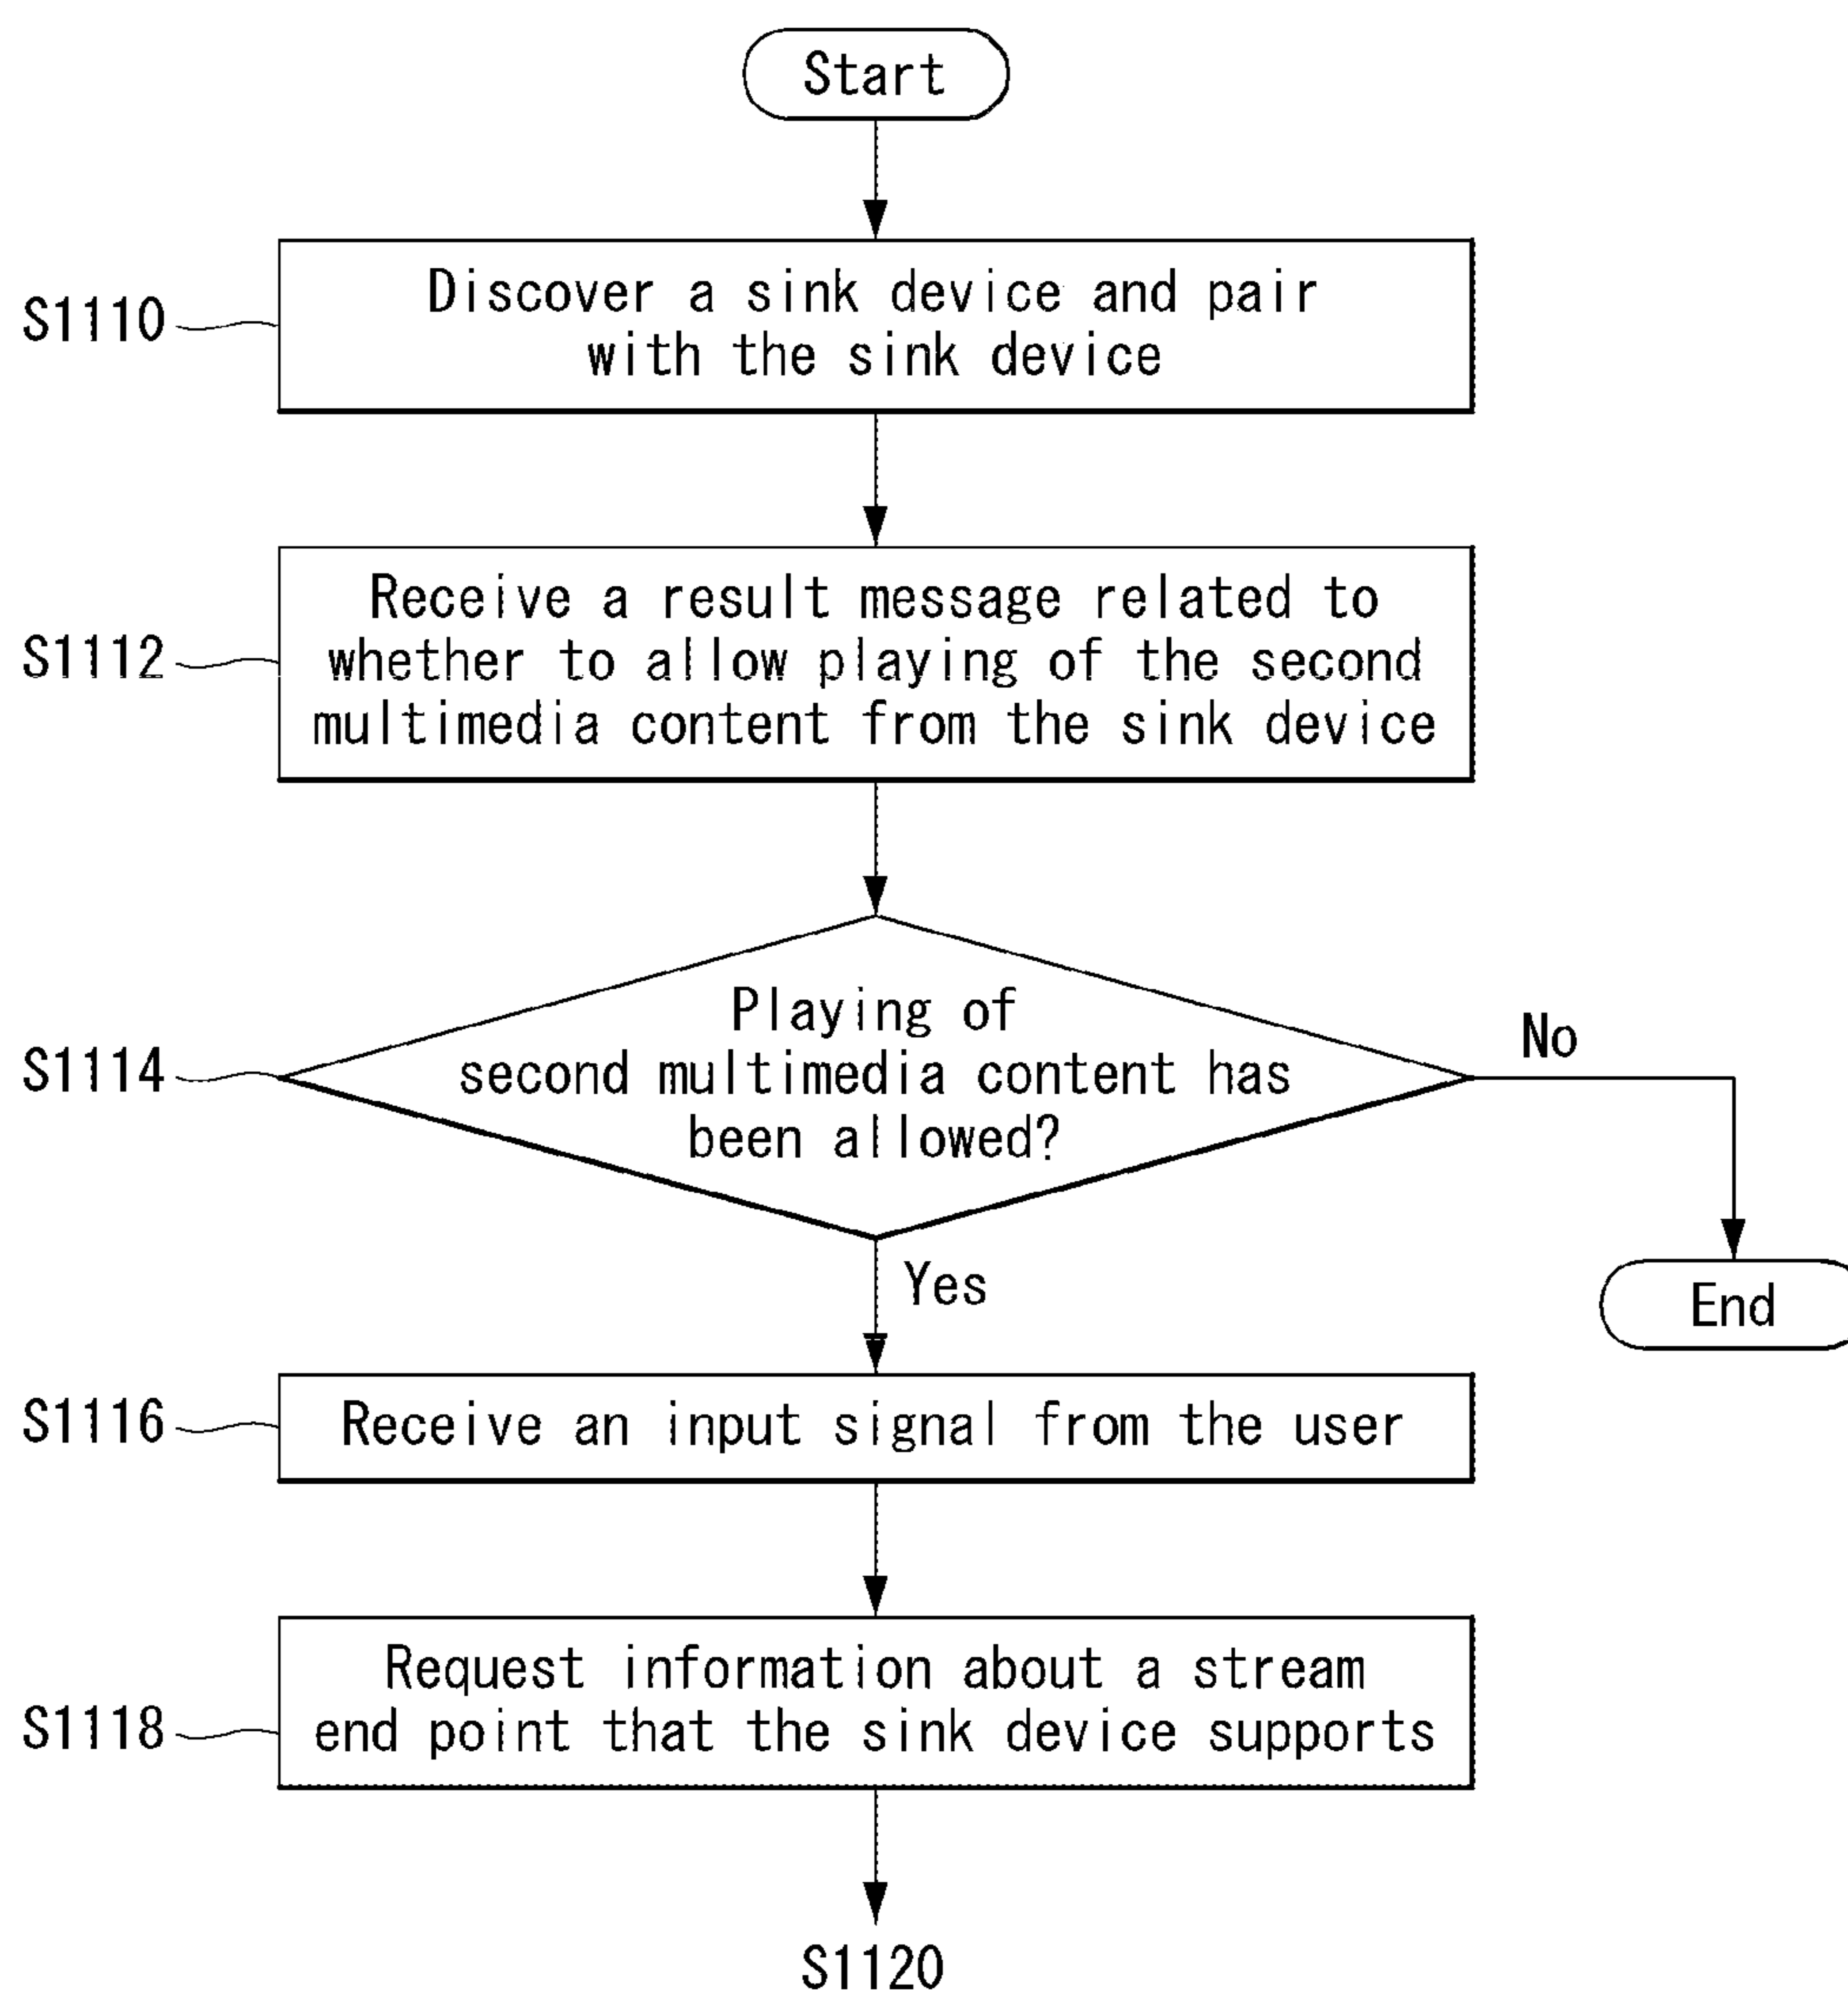 Start
S1110
Discover a sink device and pair
with the sink device
S1112
Receive a result message related to
whether to allow playing of the second
multimedia content from the sink device
S1114
Playing of
second multimedia content has
been allowed?
No
Yes
End
S1116
Receive an input signal from the user
S1118
Request information about a stream
end point that the sink device supports
S1120